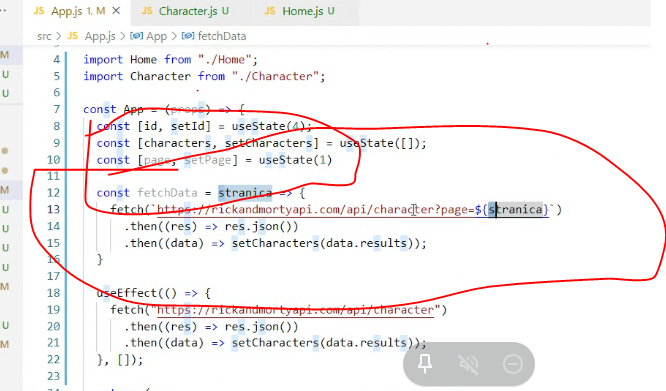 JS App.js 1, M × JS Character.js U JS Home.js U
src > JS App.js > App > fetchData
4 import Home from "./Home";
5 import Character from "./Character";
6
7 const App = (props) => {
8 const [id, setId] = useState(4);
9 const [characters, setCharacters] = useState([]);
10 const [page, setPage] = useState(1)
11
12 const fetchData = stranica => {
13 fetch(`https://rickandmortyapi.com/api/character?page=${stranica}`)
14 .then((res) => res.json())
15 .then((data) => setCharacters(data.results));
16 }
17
18 useEffect(() => {
19 fetch("https://rickandmortyapi.com/api/character")
20 .then((res) => res.json())
21 .then((data) => setCharacters(data.results));
22 }, []);
23